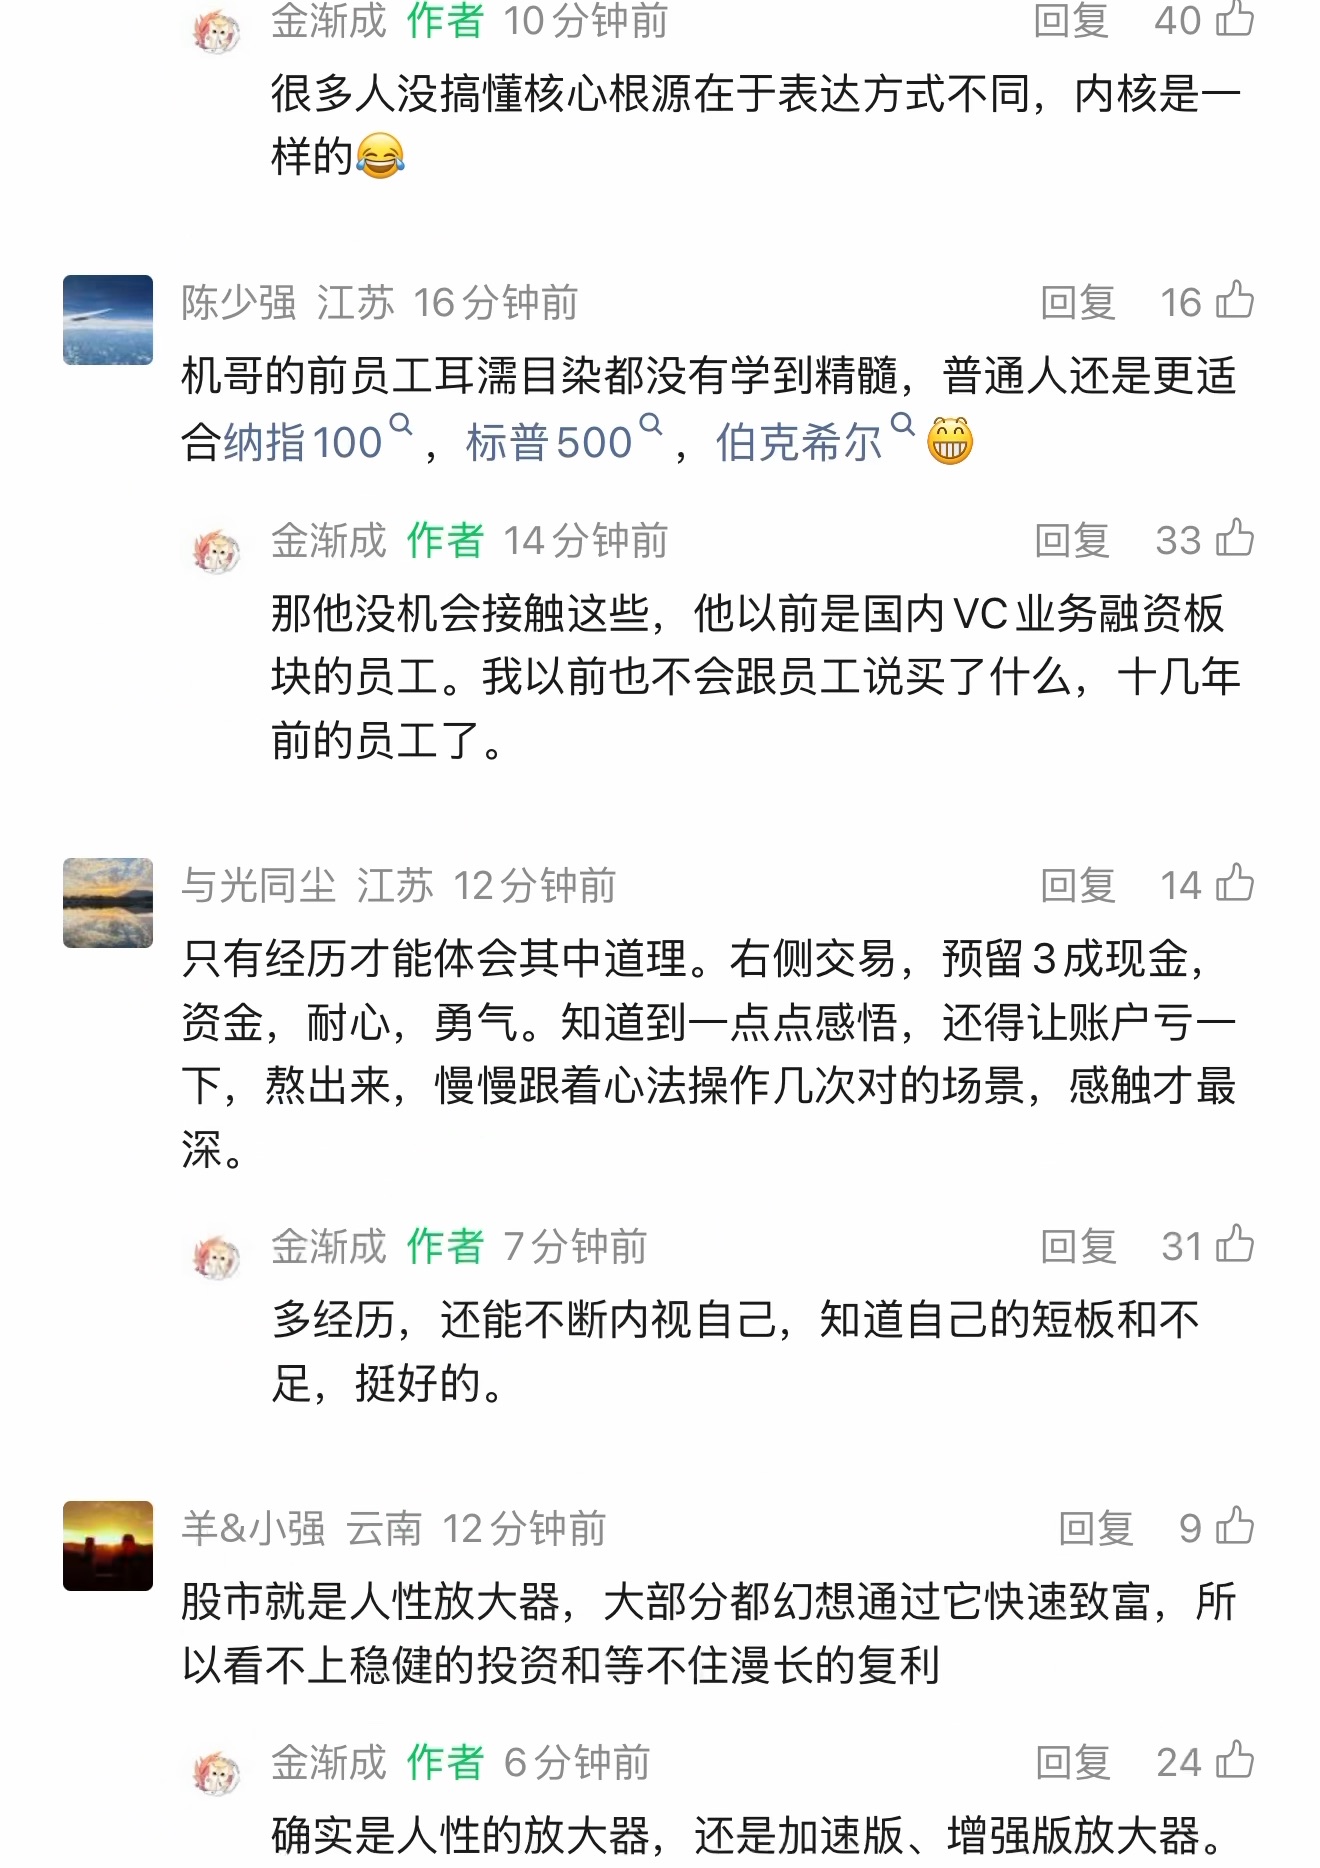 金渐成 作者 10分钟前 回复 40
很多人没搞懂核心根源在于表达方式不同，内核是一
样的😂
陈少强 江苏 16分钟前 回复 16
机哥的前员工耳濡目染都没有学到精髓，普通人还是更适
合纳指100，标普500，伯克希尔😁
金渐成 作者 14分钟前 回复 33
那他没机会接触这些，他以前是国内VC业务融资板
块的员工。我以前也不会跟员工说买了什么，十几年
前的员工了。
与光同尘 江苏 12分钟前 回复 14
只有经历才能体会其中道理。右侧交易，预留3成现金，
资金，耐心，勇气。知道到一点点感悟，还得让账户亏一
下，熬出来，慢慢跟着心法操作几次对的场景，感触才最
深。
金渐成 作者 7分钟前 回复 31
多经历，还能不断内视自己，知道自己的短板和不
足，挺好的。
羊&小强 云南 12分钟前 回复 9
股市就是人性放大器，大部分都幻想通过它快速致富，所
以看不上稳健的投资和等不住漫长的复利
金渐成 作者 6分钟前 回复 24
确实是人性的放大器，还是加速版、增强版放大器。